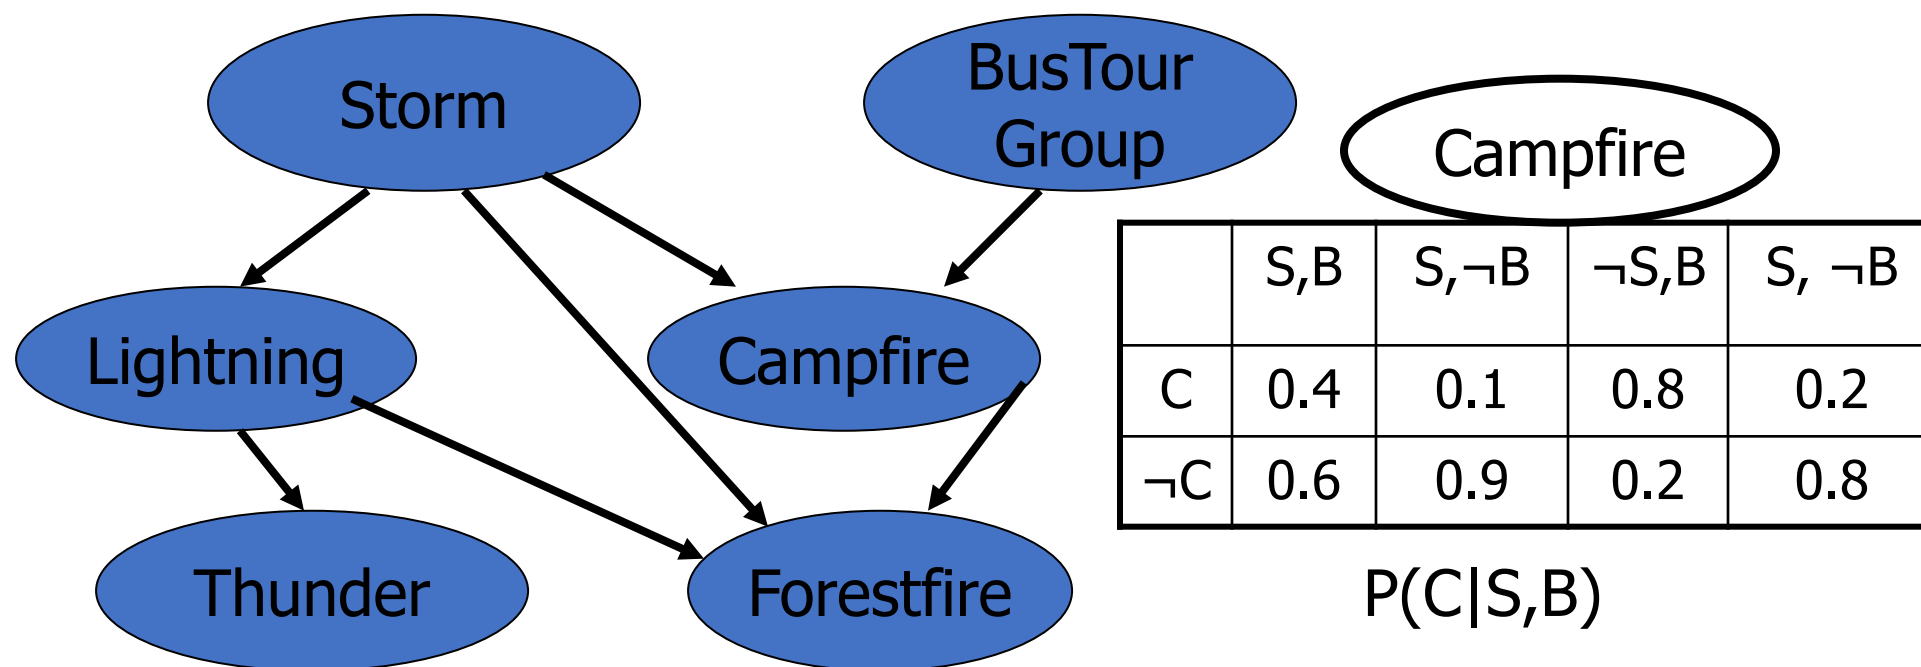 Storm
BusTour
Group
Campfire
Lightning
Campfire
Thunder
Forestfire
S,B S,¬B ¬S,B S, ¬B
C 0.4 0.1 0.8 0.2
¬C 0.6 0.9 0.2 0.8
P(C|S,B)